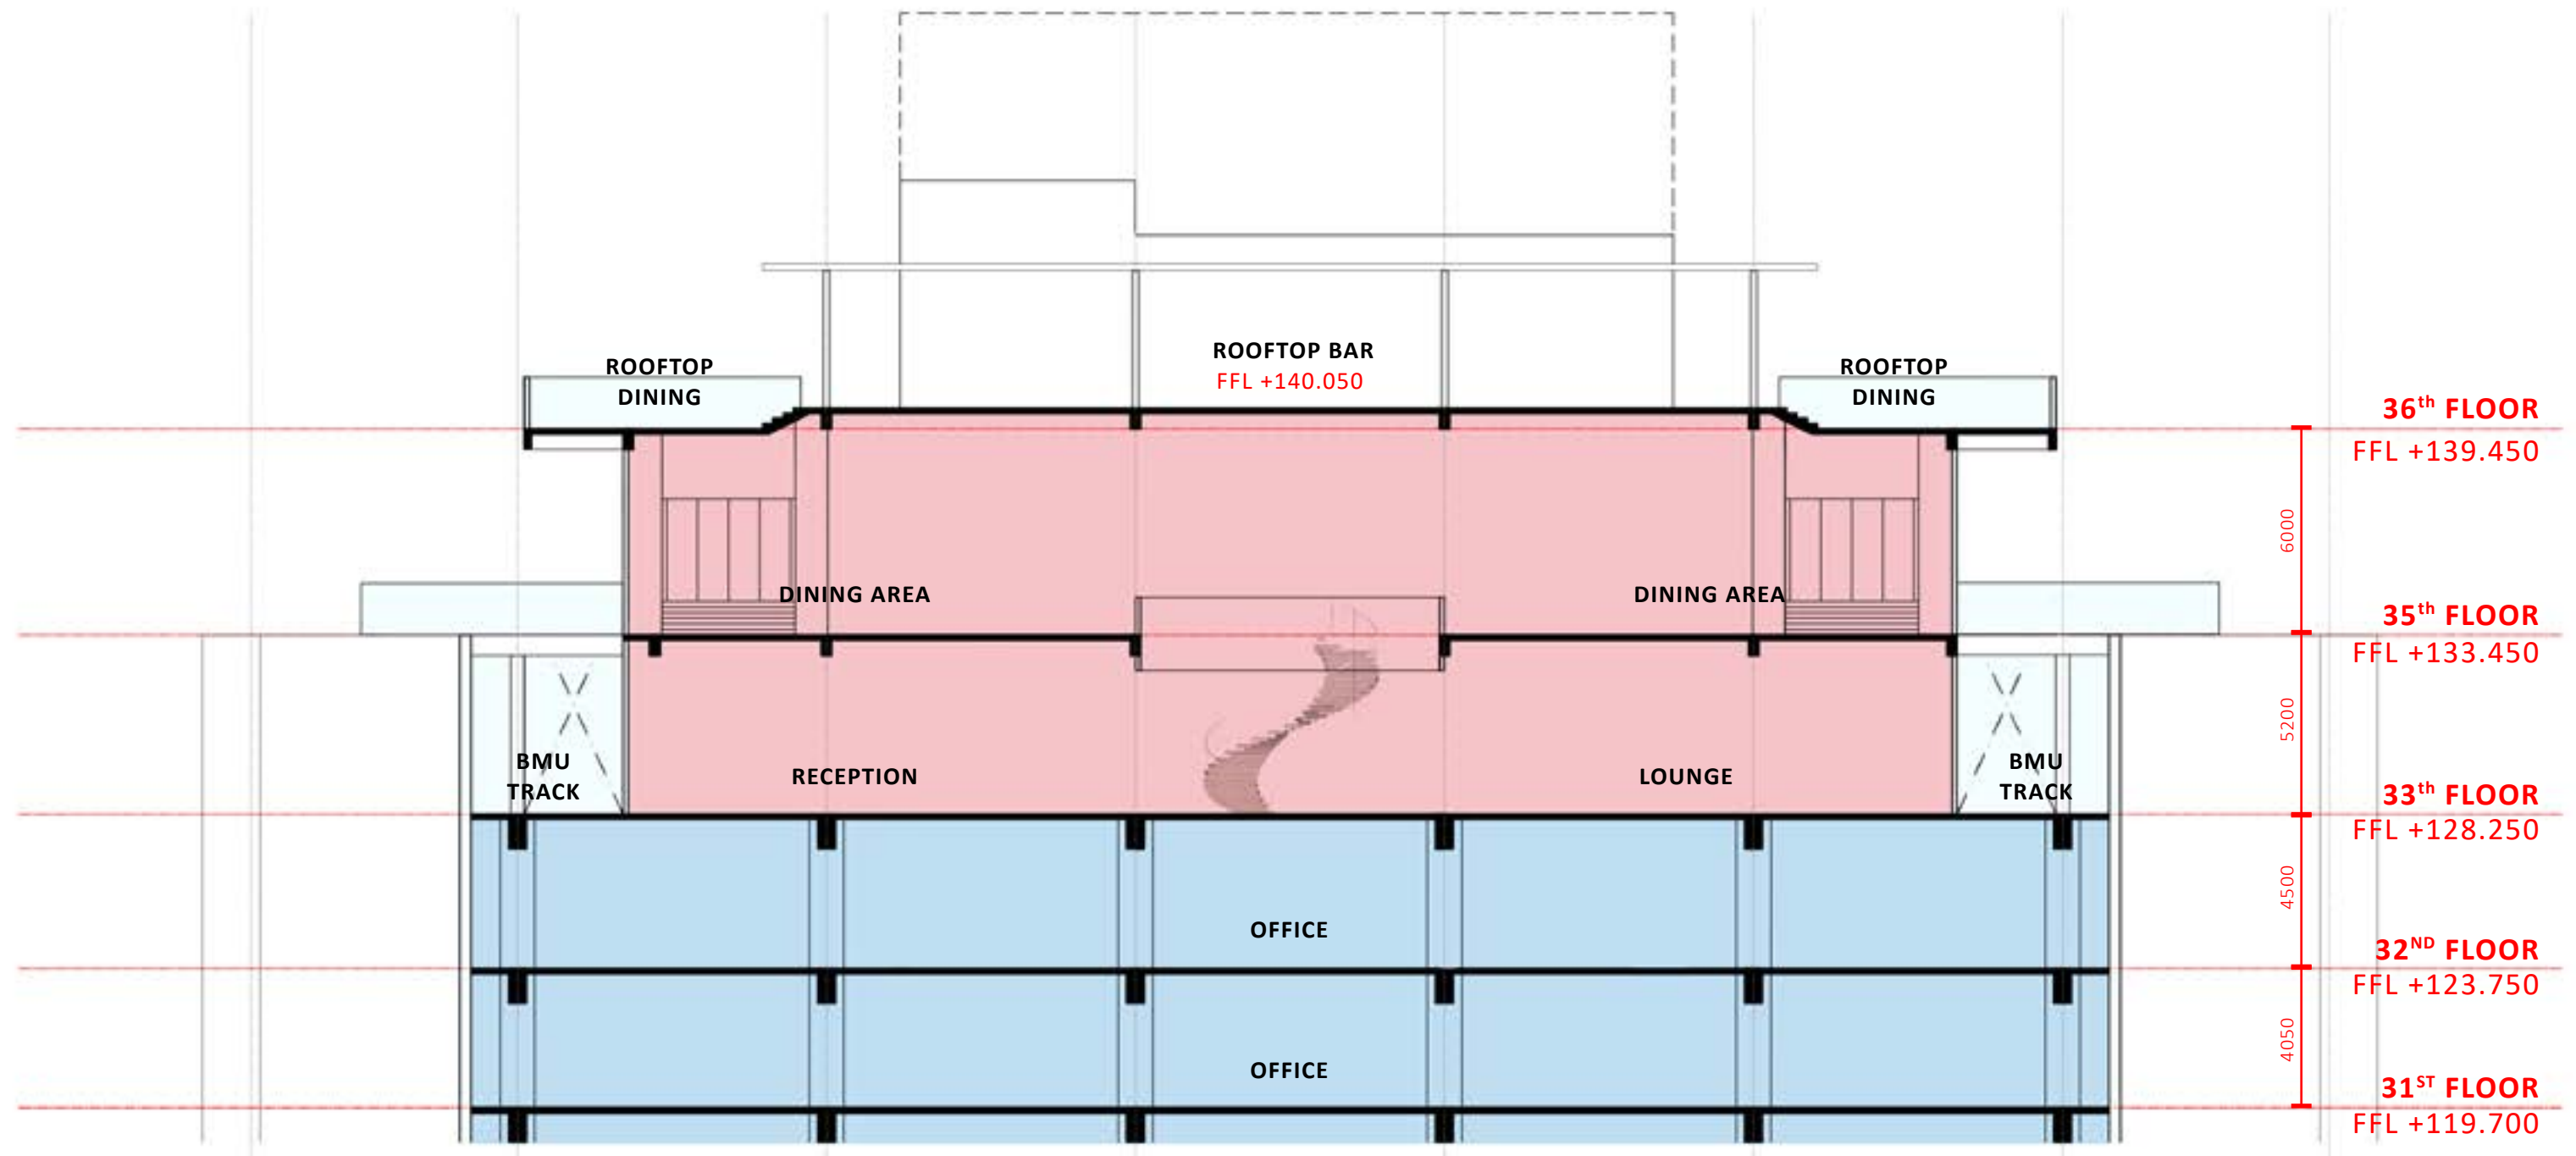 ROOFTOP BAR
FFL +140.050
ROOFTOP
DINING
ROOFTOP
DINING
36th FLOOR
FFL +139.450
6000
DINING AREA
DINING AREA
35th FLOOR
FFL +133.450
5200
BMU
TRACK
RECEPTION
LOUNGE
BMU
TRACK
33th FLOOR
FFL +128.250
4500
OFFICE
32ND FLOOR
FFL +123.750
4050
OFFICE
31ST FLOOR
FFL +119.700